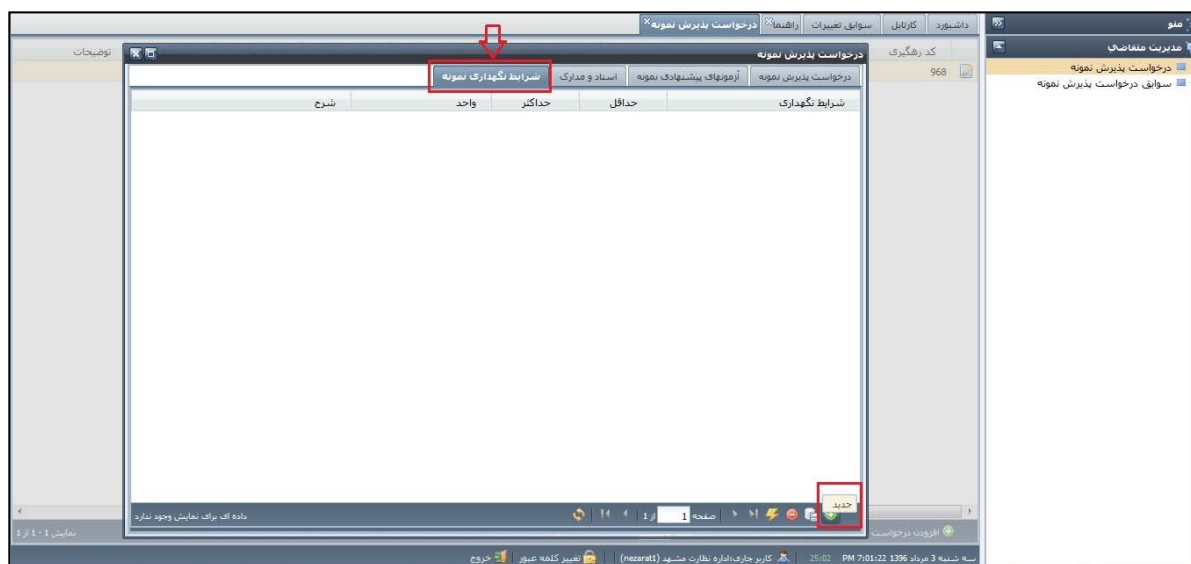 منو
داشبورد کارتابل سوابق تغییرات راهنما درخواست پذیرش نمونه
مدیریت متقاضی
درخواست پذیرش نمونه
سوابق درخواست پذیرش نمونه
کد رهگیری توضیحات
968
درخواست پذیرش نمونه
درخواست پذیرش نمونه آزمونهای پیشنهادی نمونه اسناد و مدارک شرایط نگهداری نمونه
شرایط نگهداری حداقل حداکثر واحد شرح
جدید
صفحه 1 از 1 داده ای برای نمایش وجود ندارد
افزودن درخواست نمایش 1 - 1 از 1
سه شنبه 3 مرداد 1396 7:01:22 PM 25:02 کاربر جاری:اداره نظارت مشهد (nezarat1) تغییر کلمه عبور خروج